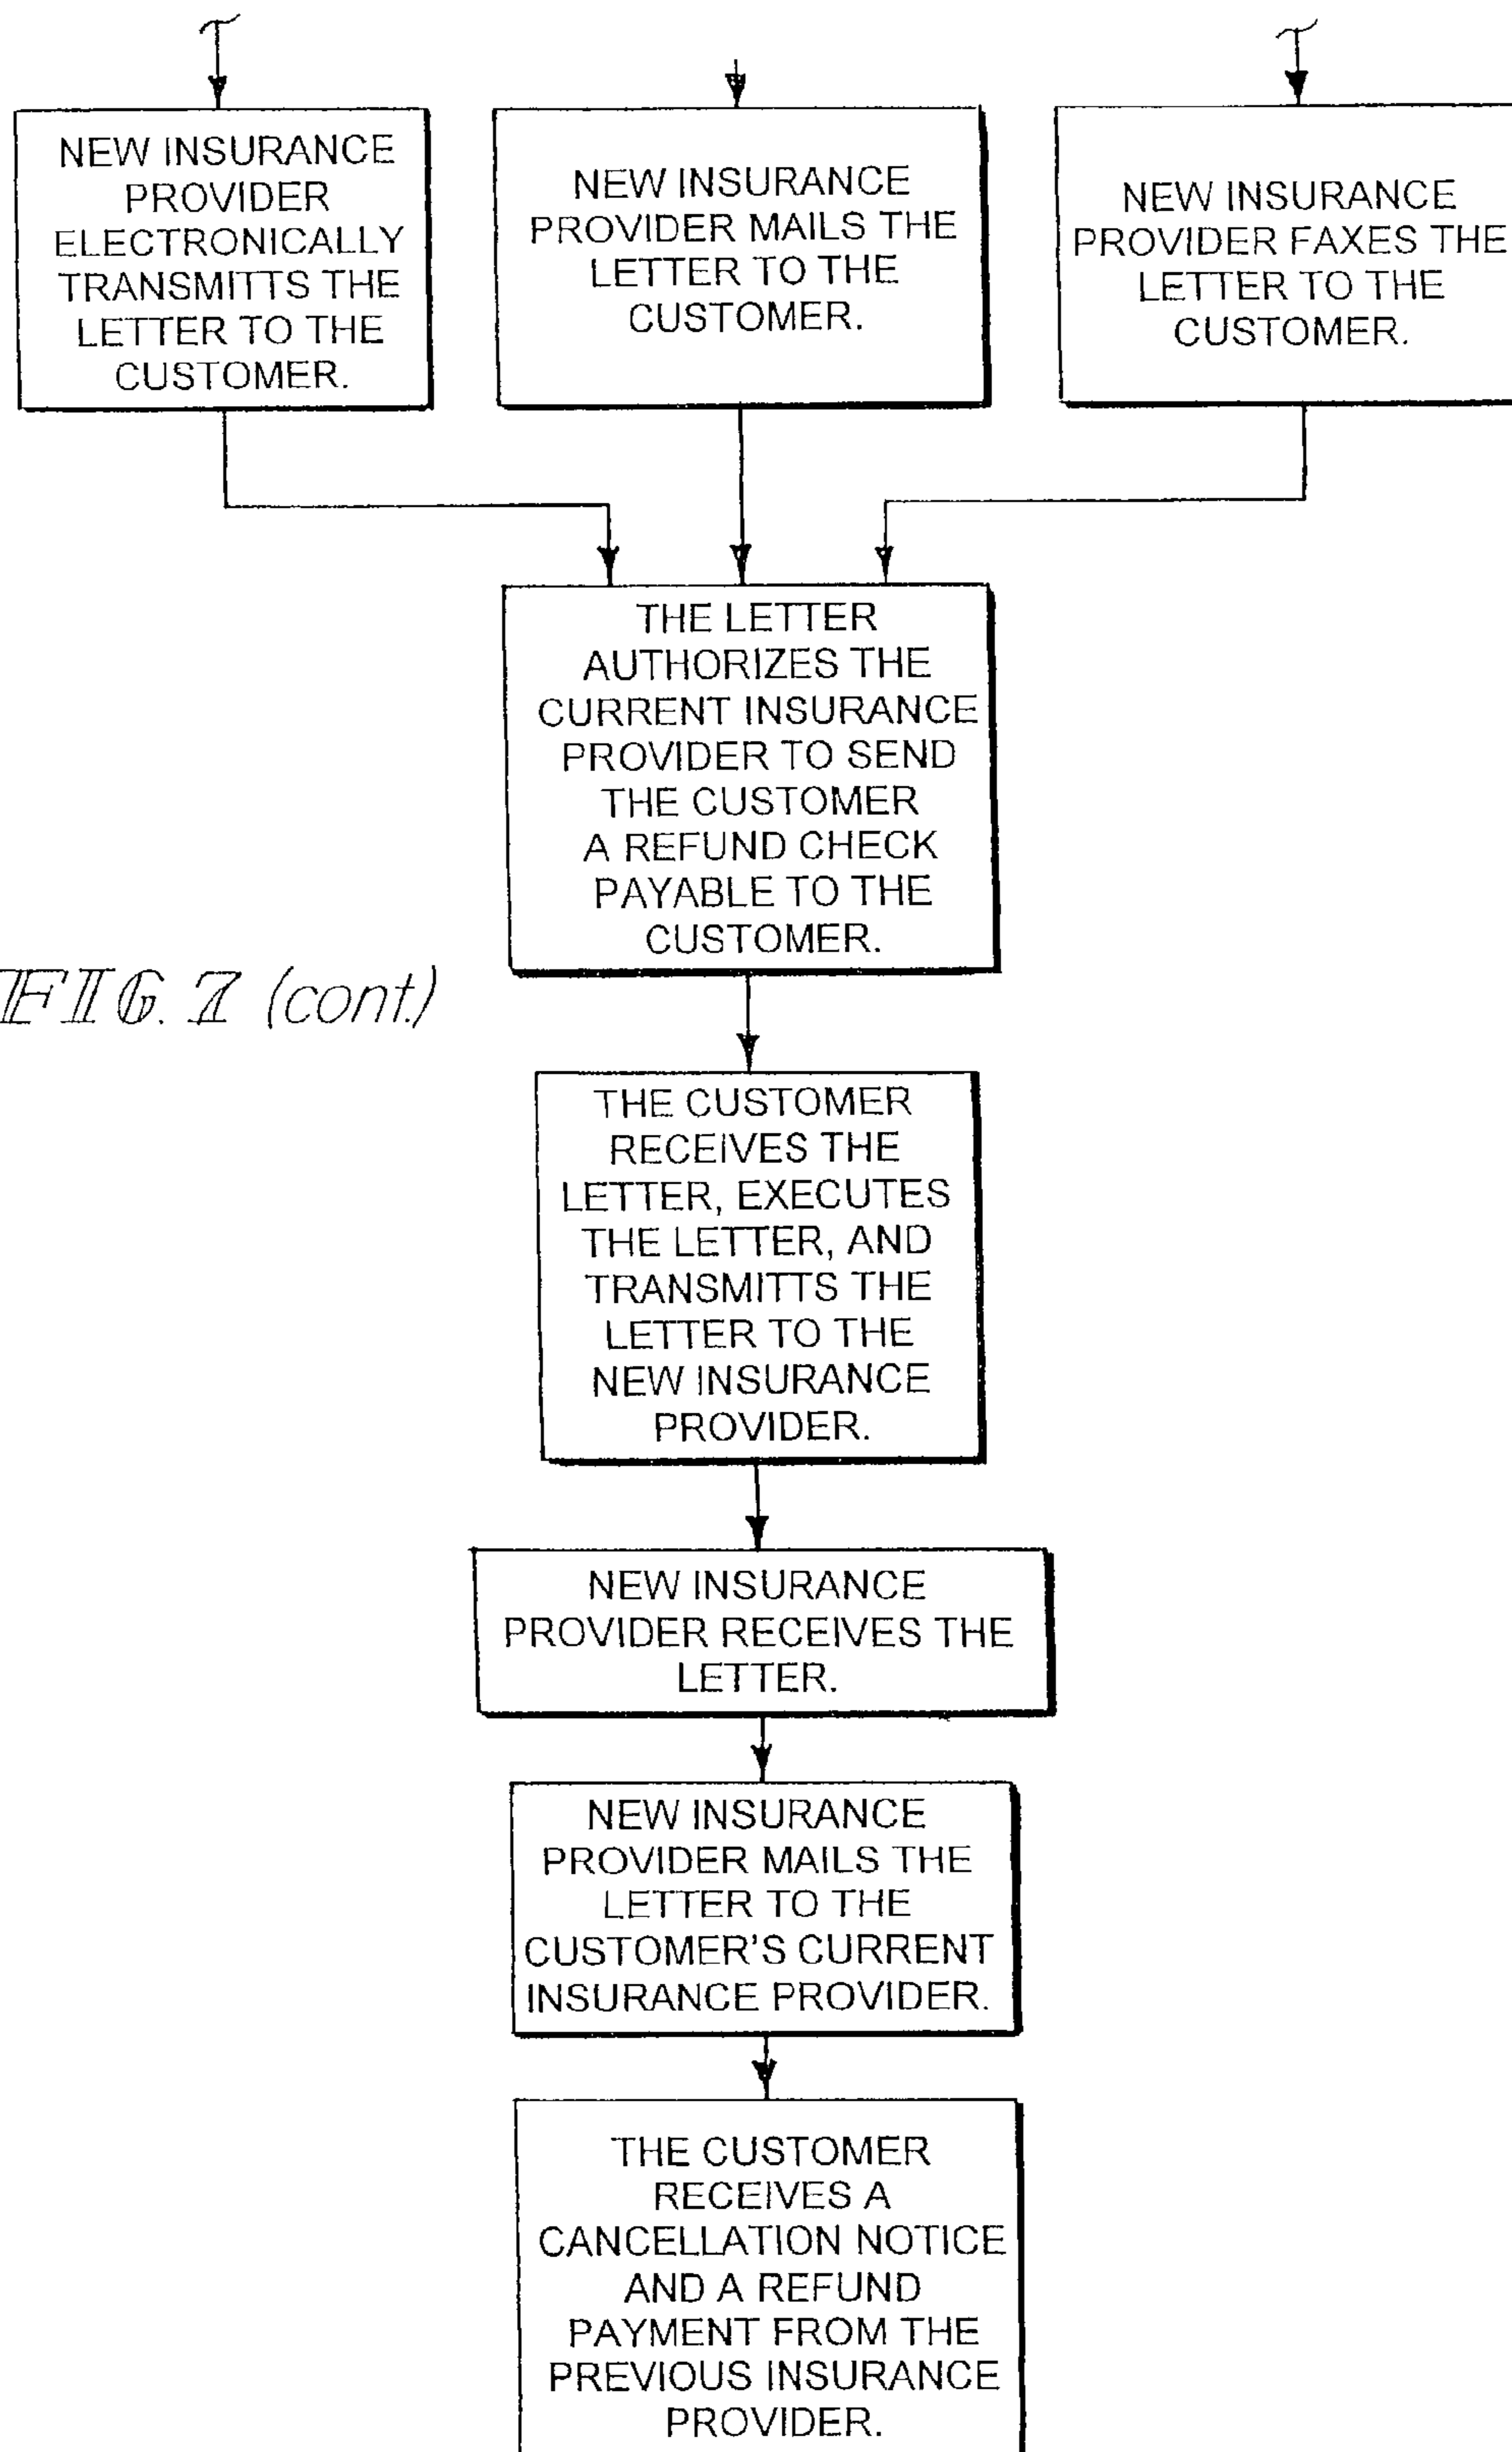 NEW INSURANCE
PROVIDER
ELECTRONICALLY
TRANSMITTS THE
LETTER TO THE
CUSTOMER.
NEW INSURANCE
PROVIDER MAILS THE
LETTER TO THE
CUSTOMER.
NEW INSURANCE
PROVIDER FAXES THE
LETTER TO THE
CUSTOMER.
THE LETTER
AUTHORIZES THE
CURRENT INSURANCE
PROVIDER TO SEND
THE CUSTOMER
A REFUND CHECK
PAYABLE TO THE
CUSTOMER.
FIG. 7 (cont.)
THE CUSTOMER
RECEIVES THE
LETTER, EXECUTES
THE LETTER, AND
TRANSMITTS THE
LETTER TO THE
NEW INSURANCE
PROVIDER.
NEW INSURANCE
PROVIDER RECEIVES THE
LETTER.
NEW INSURANCE
PROVIDER MAILS THE
LETTER TO THE
CUSTOMER'S CURRENT
INSURANCE PROVIDER.
THE CUSTOMER
RECEIVES A
CANCELLATION NOTICE
AND A REFUND
PAYMENT FROM THE
PREVIOUS INSURANCE
PROVIDER.